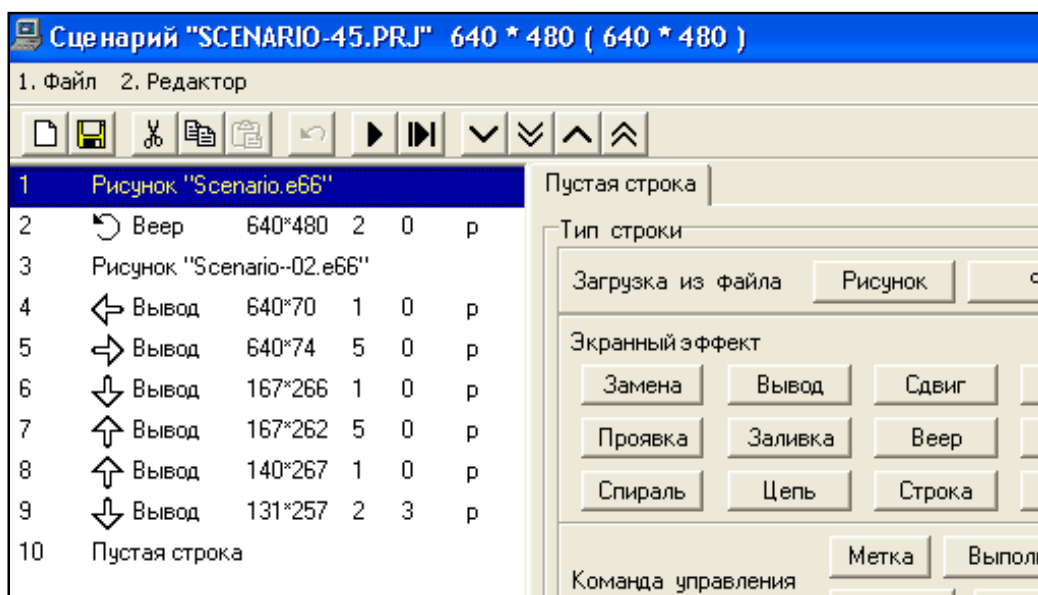 Сценарий "SCENARIO-45.PRJ" 640 * 480 ( 640 * 480 )
1. Файл 2. Редактор
1 Рисунок "Scenario.e66"
2 Веер 640*480 2 0 р
3 Рисунок "Scenario--02.e66"
4 Вывод 640*70 1 0 р
5 Вывод 640*74 5 0 р
6 Вывод 167*266 1 0 р
7 Вывод 167*262 5 0 р
8 Вывод 140*267 1 0 р
9 Вывод 131*257 2 3 р
10 Пустая строка
Пустая строка
Тип строки
Загрузка из файла Рисунок
Экранный эффект
Замена Вывод Сдвиг
Проявка Заливка Веер
Спираль Цепь Строка
Метка
Команда управления